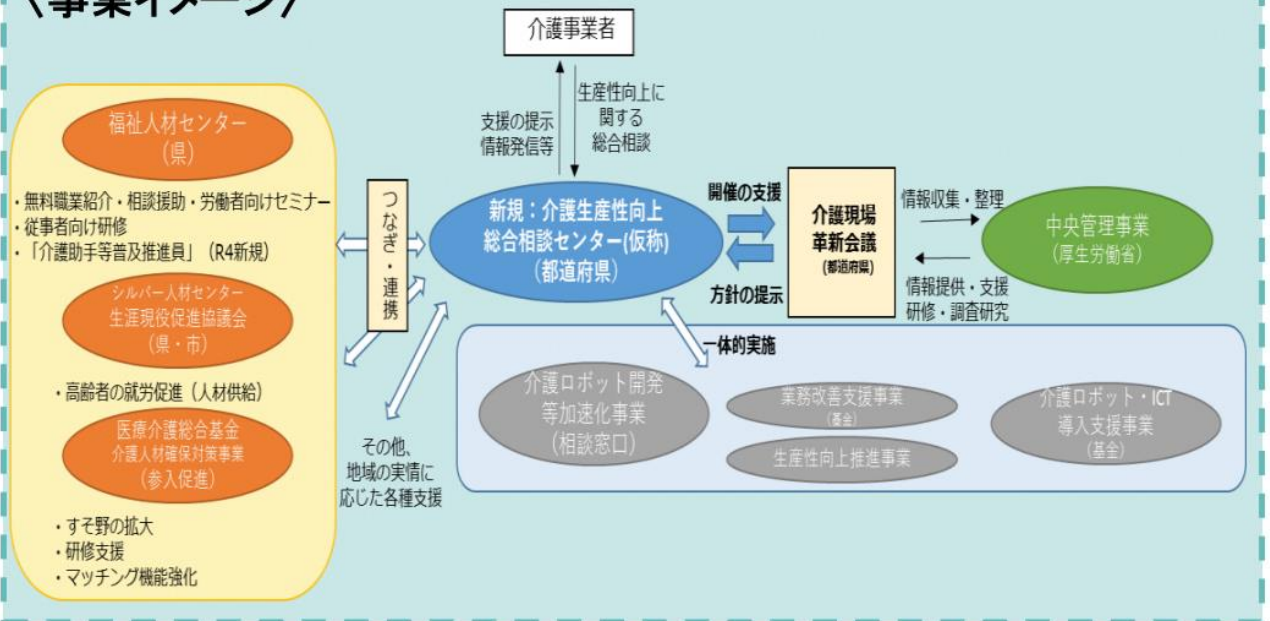 〈事業イメージ〉
介護事業者
支援の提示
情報発信等
生産性向上に
関する
総合相談
福祉人材センター
(県)
・無料職業紹介・相談援助・労働者向けセミナー
・従事者向け研修
・「介護助手等普及推進員」(R4新規)
シルバー人材センター
生涯現役促進協議会
(県・市)
・高齢者の就労促進(人材供給)
医療介護総合基金
介護人材確保対策事業
(参入促進)
・すそ野の拡大
・研修支援
・マッチング機能強化
つなぎ・連携
新規:介護生産性向上
総合相談センター(仮称)
(都道府県)
開催の支援
方針の提示
介護現場
革新会議
(都道府県)
情報収集・整理
情報提供・支援
研修・調査研究
中央管理事業
(厚生労働省)
一体的実施
介護ロボット開発
等加速化事業
(相談窓口)
業務改善支援事業
(基金)
生産性向上推進事業
介護ロボット・ICT
導入支援事業
(基金)
その他、
地域の実情に
応じた各種支援